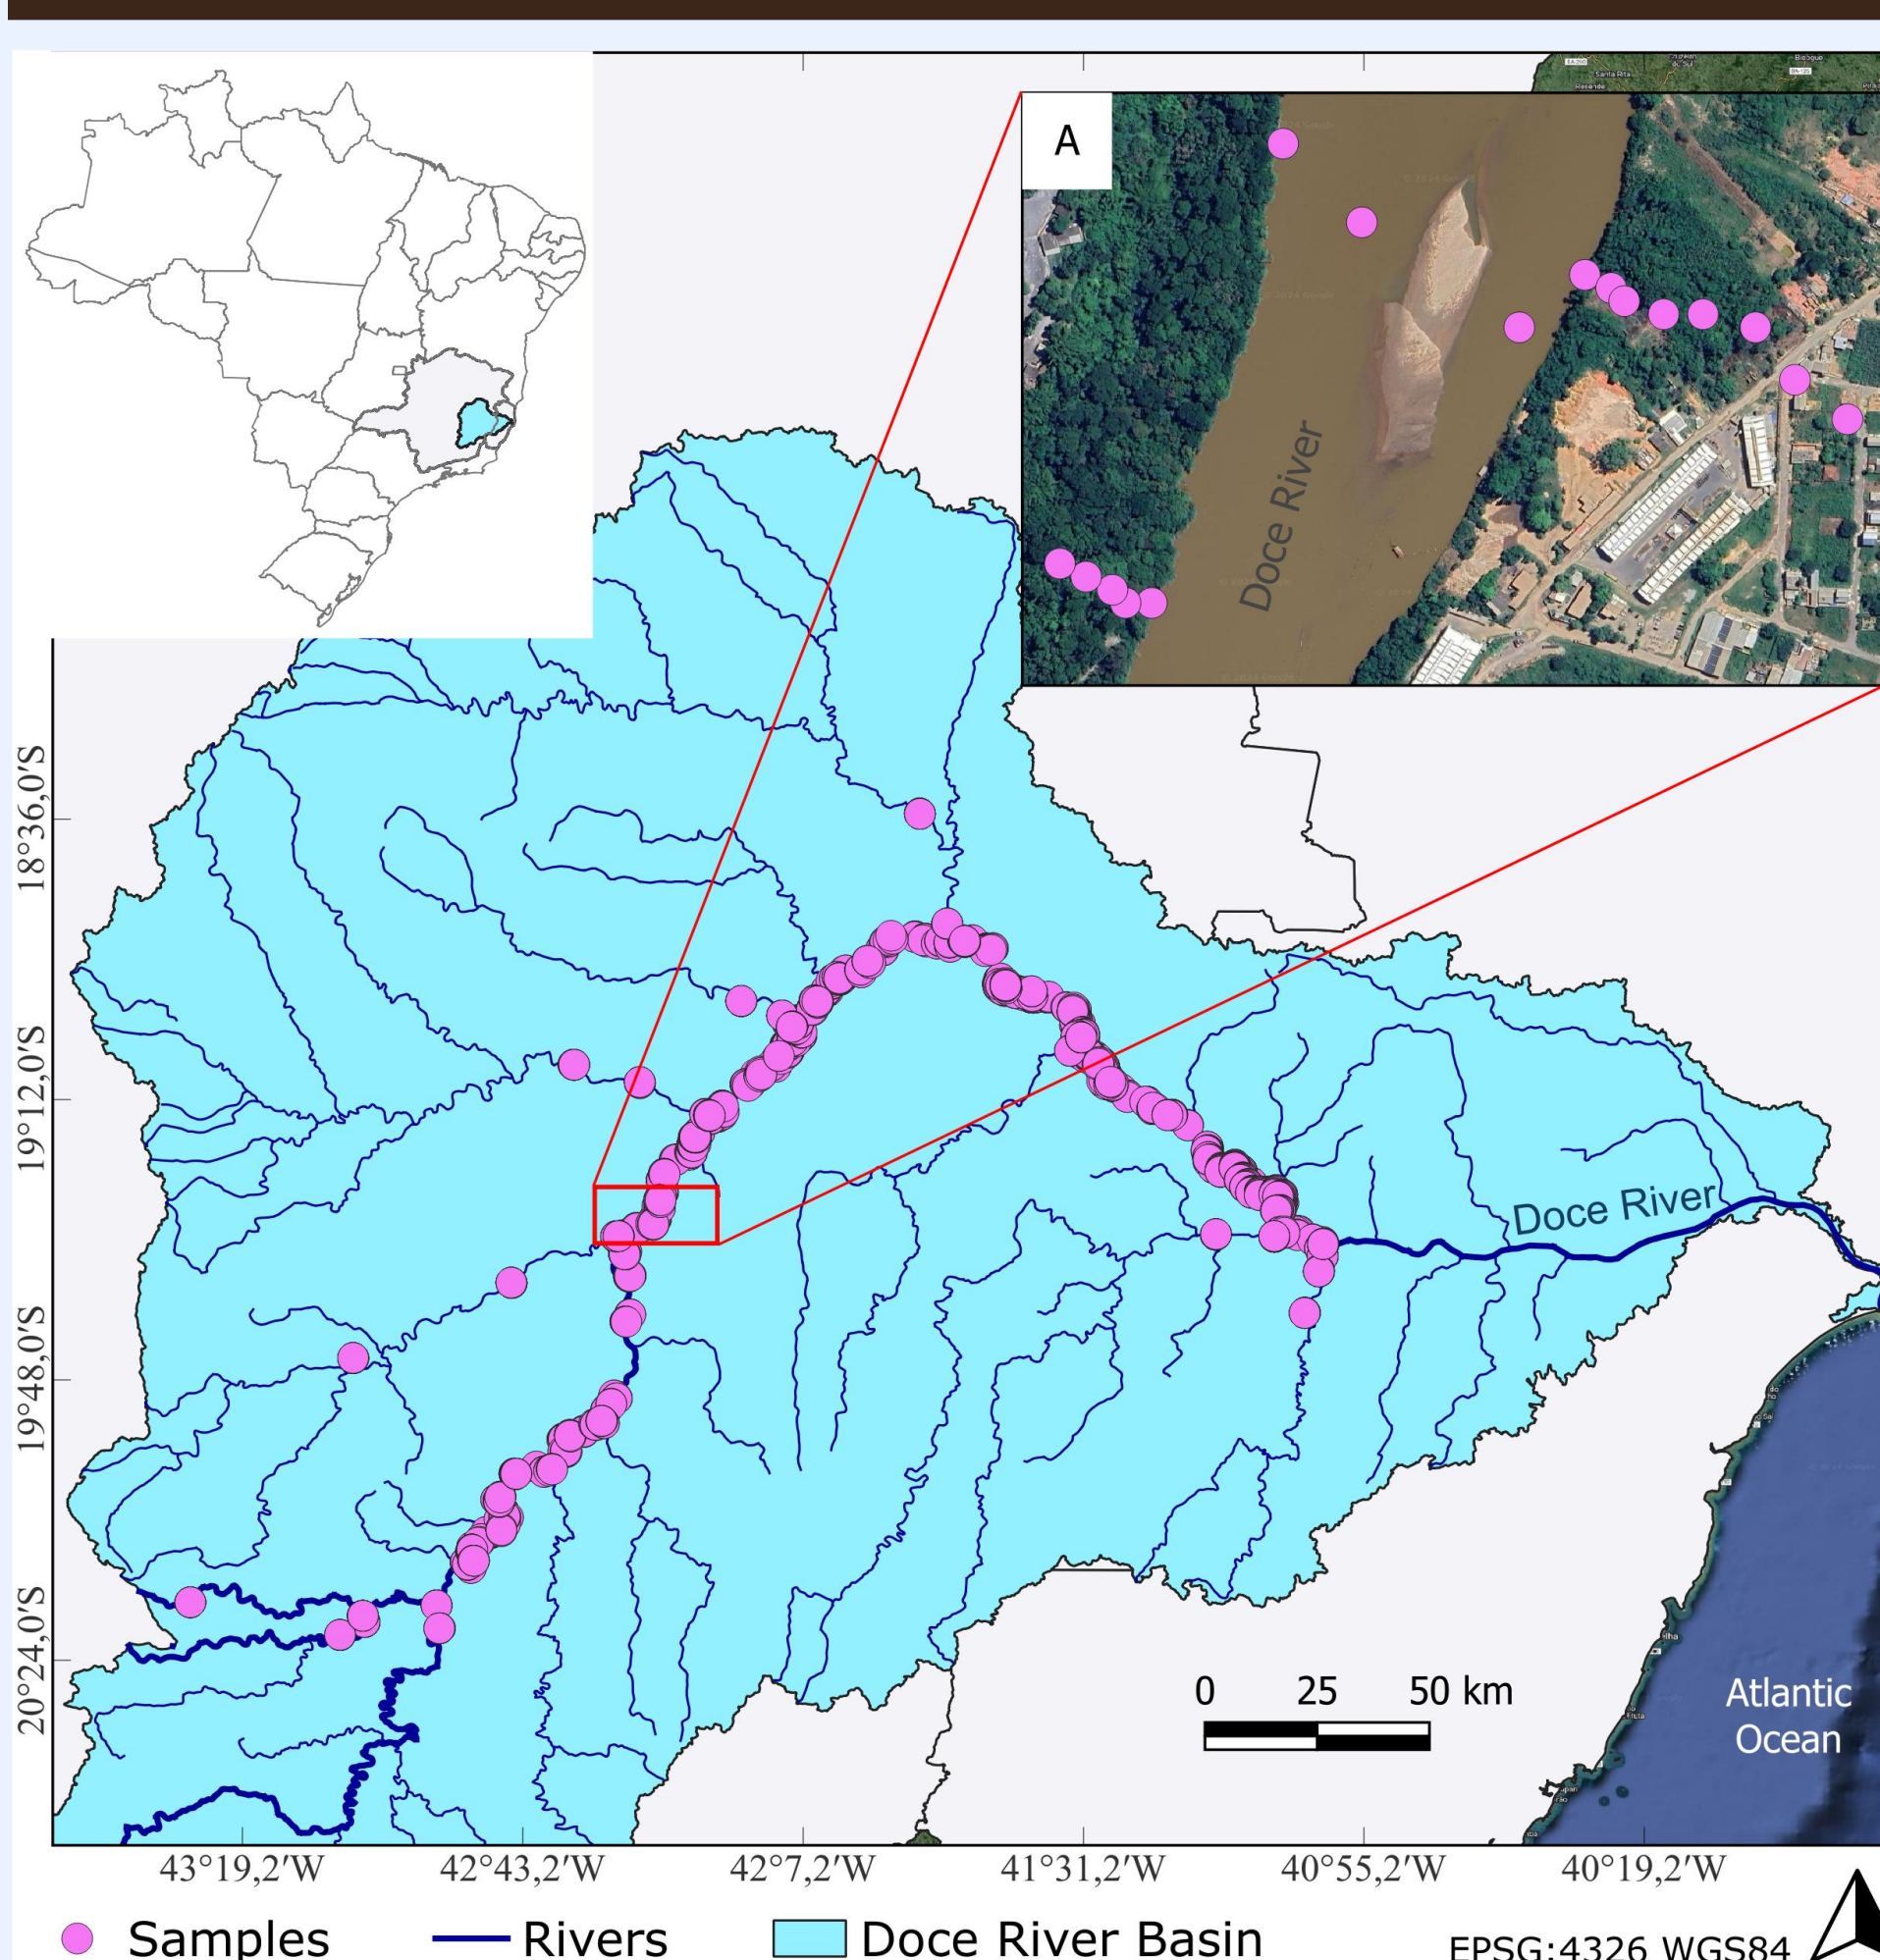 Santa Rita
A
Doce River
18°36,0'S
19°12,0'S
19°48,0'S
20°24,0'S
Doce River
0 25 50 km
Atlantic
Ocean
43°19,2'W 42°43,2'W 42°7,2'W 41°31,2'W 40°55,2'W 40°19,2'W
Samples Rivers Doce River Basin EPSG:4326 WGS84